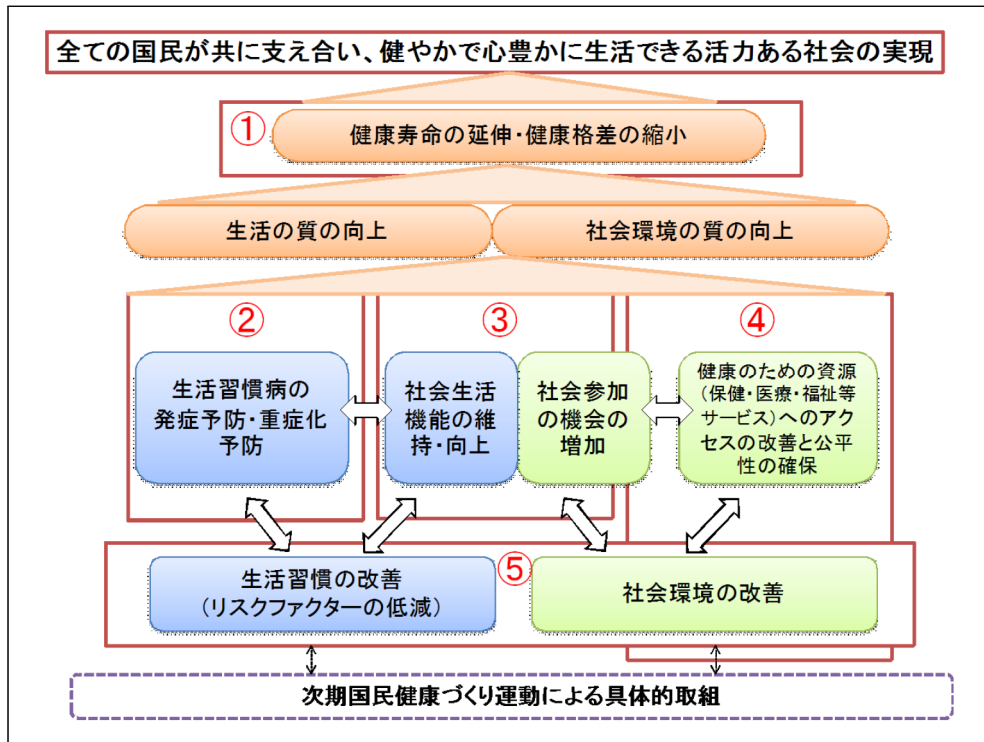 全ての国民が共に支え合い、健やかで心豊かに生活できる活力ある社会の実現
①
健康寿命の延伸・健康格差の縮小
生活の質の向上
社会環境の質の向上
②
③
④
生活習慣病の
発症予防・重症化
予防
社会生活
機能の維
持・向上
社会参加
の機会の
増加
健康のための資源
(保健・医療・福祉等
サービス)へのアク
セスの改善と公平
性の確保
⑤
生活習慣の改善
(リスクファクターの低減)
社会環境の改善
次期国民健康づくり運動による具体的取組